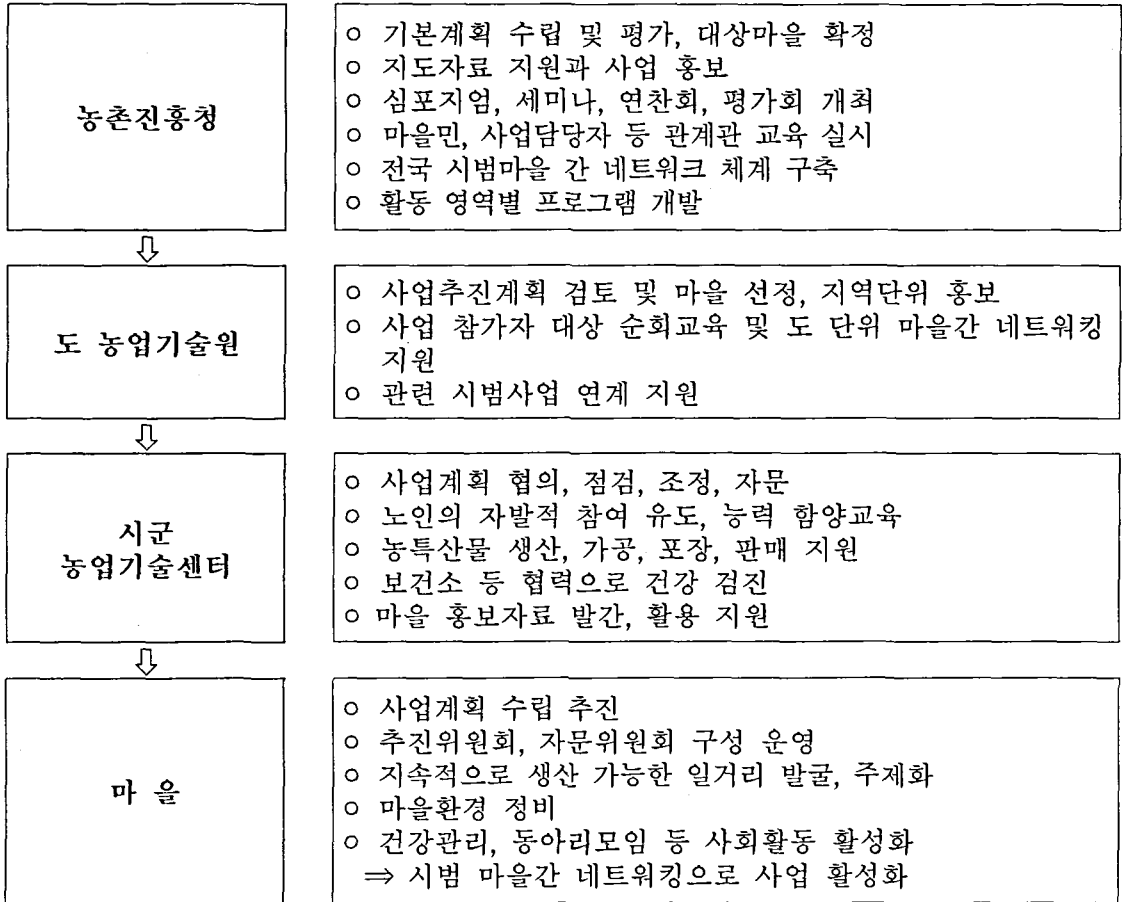 농촌진흥청
○ 기본계획 수립 및 평가, 대상마을 확정
○ 지도자료 지원과 사업 홍보
○ 심포지엄, 세미나, 연찬회, 평가회 개최
○ 마을민, 사업담당자 등 관계관 교육 실시
○ 전국 시범마을 간 네트워크 체계 구축
○ 활동 영역별 프로그램 개발
⇩
도 농업기술원
○ 사업추진계획 검토 및 마을 선정, 지역단위 홍보
○ 사업 참가자 대상 순회교육 및 도 단위 마을간 네트워킹
지원
○ 관련 시범사업 연계 지원
⇩
시군
농업기술센터
○ 사업계획 협의, 점검, 조정, 자문
○ 노인의 자발적 참여 유도, 능력 함양교육
○ 농특산물 생산, 가공, 포장, 판매 지원
○ 보건소 등 협력으로 건강 검진
○ 마을 홍보자료 발간, 활용 지원
⇩
마 을
○ 사업계획 수립 추진
○ 추진위원회, 자문위원회 구성 운영
○ 지속적으로 생산 가능한 일거리 발굴, 주제화
○ 마을환경 정비
○ 건강관리, 동아리모임 등 사회활동 활성화
⇒ 시범 마을간 네트워킹으로 사업 활성화